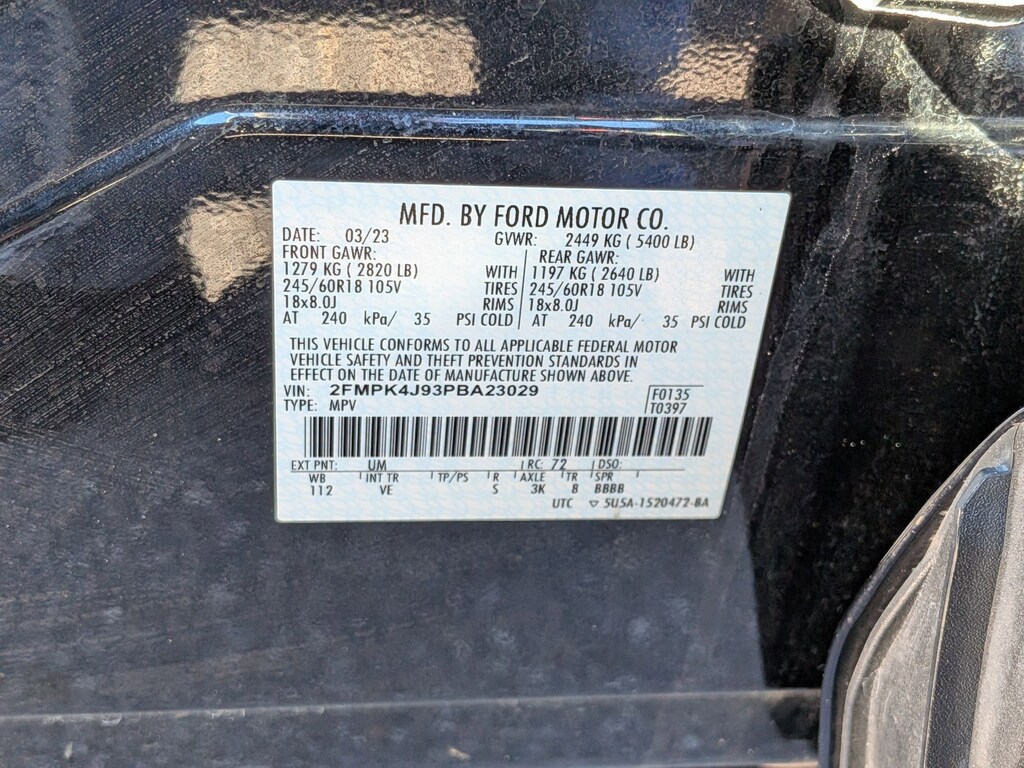 MFD. BY FORD MOTOR CO.
DATE: 03/23 GVWR: 2449 KG ( 5400 LB)
FRONT GAWR: REAR GAWR:
1279 KG ( 2820 LB) WITH 1197 KG ( 2640 LB) WITH
245/60R18 105V TIRES 245/60R18 105V TIRES
18x8.0J RIMS 18x8.0J RIMS
AT 240 kPa/ 35 PSI COLD AT 240 kPa/ 35 PSI COLD
THIS VEHICLE CONFORMS TO ALL APPLICABLE FEDERAL MOTOR
VEHICLE SAFETY AND THEFT PREVENTION STANDARDS IN
EFFECT ON THE DATE OF MANUFACTURE SHOWN ABOVE.
VIN: 2FMPK4J93PBA23029 F0135
TYPE: MPV T0397
EXT PNT: UM RC: 72 DSO:
WB INT TR TP/PS R AXLE TR SPR
112 VE S 3K 8 BBBB
UTC ▽ 5U5A-1520472-BA